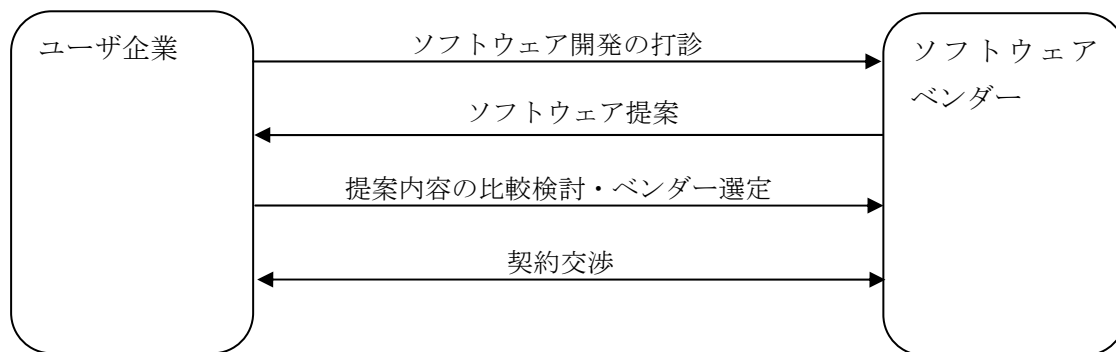 ユーザ企業
ソフトウェア開発の打診
ソフトウェア
ベンダー
ソフトウェア提案
提案内容の比較検討・ベンダー選定
契約交渉